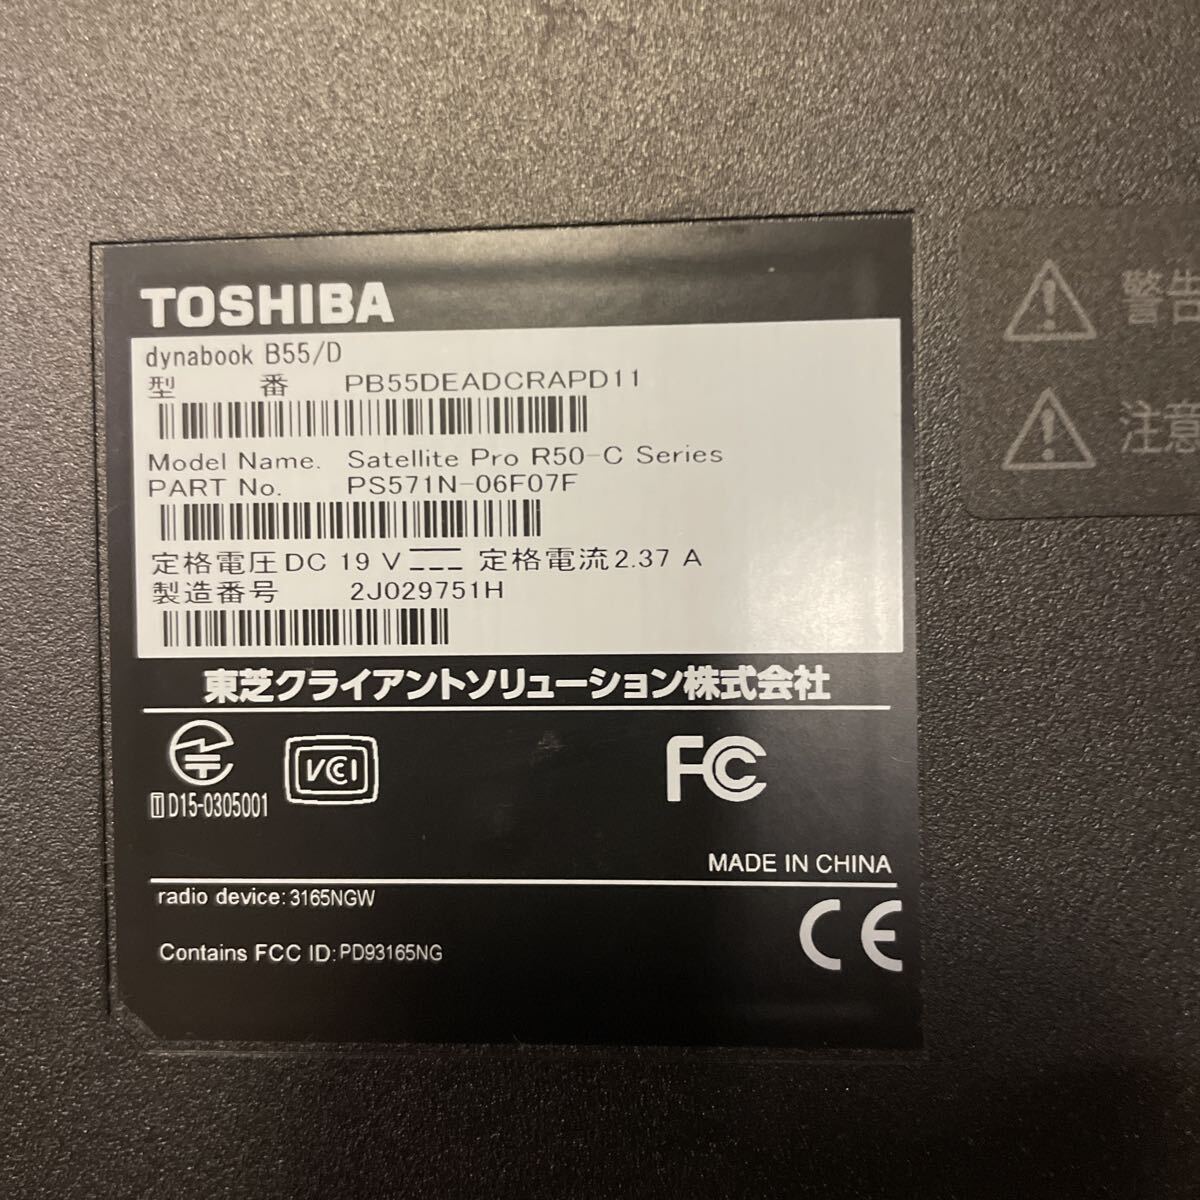 TOSHIBA
dynabook B55/D
型 番 PB55DEADCRAPD11
Model Name. Satellite Pro R50-C Series
PART No. PS571N-06F07F
定格電圧DC 19 V 定格電流2.37 A
製造番号 2J029751H
東芝クライアントソリューション株式会社
VCI
FC
T D15-0305001
MADE IN CHINA
radio device: 3165NGW
CE
Contains FCC ID: PD93165NG
警告
注意